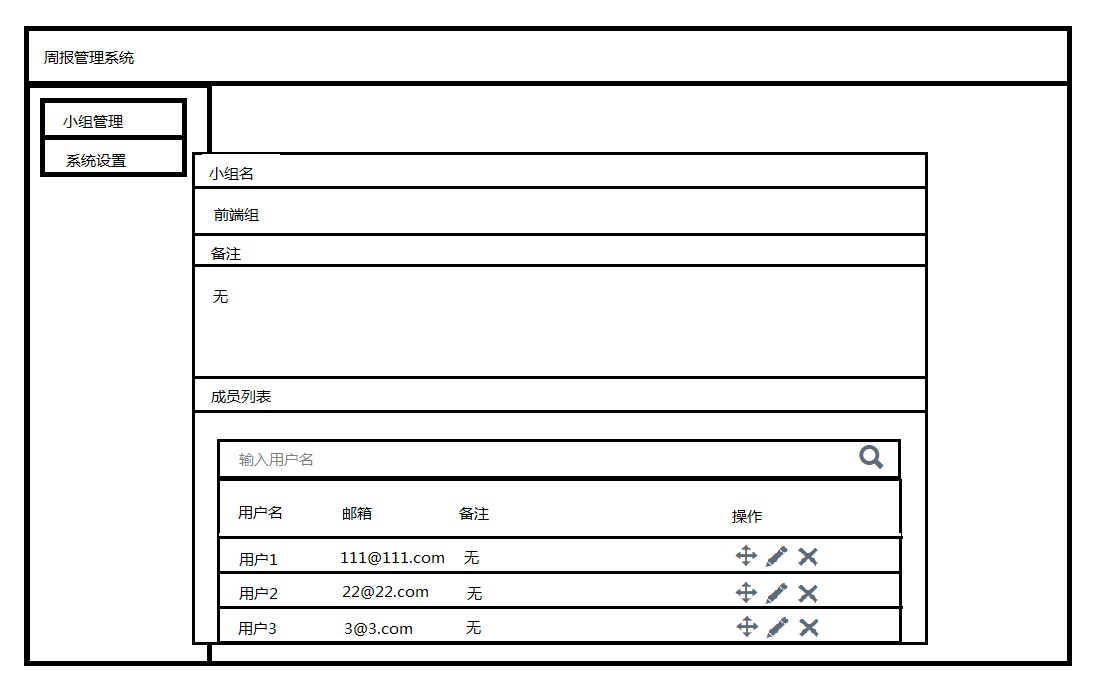 周报管理系统
小组管理
系统设置
小组名
前端组
备注
无
成员列表
输入用户名
用户名 邮箱 备注 操作
用户1 111@111.com 无
用户2 22@22.com 无
用户3 3@3.com 无